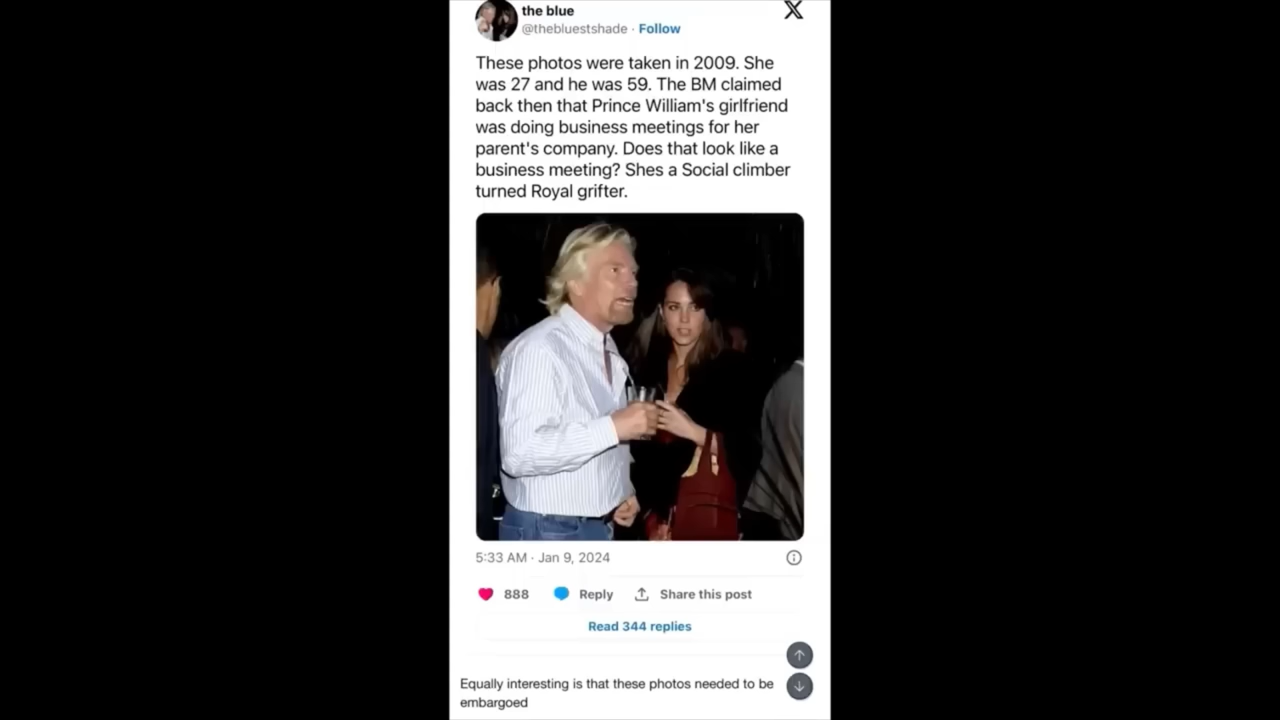 the blue
@thebluestshade · Follow
These photos were taken in 2009. She
was 27 and he was 59. The BM claimed
back then that Prince William's girlfriend
was doing business meetings for her
parent's company. Does that look like a
business meeting? Shes a Social climber
turned Royal grifter.
5:33 AM · Jan 9, 2024
888 Reply Share this post
Read 344 replies
Equally interesting is that these photos needed to be
embargoed